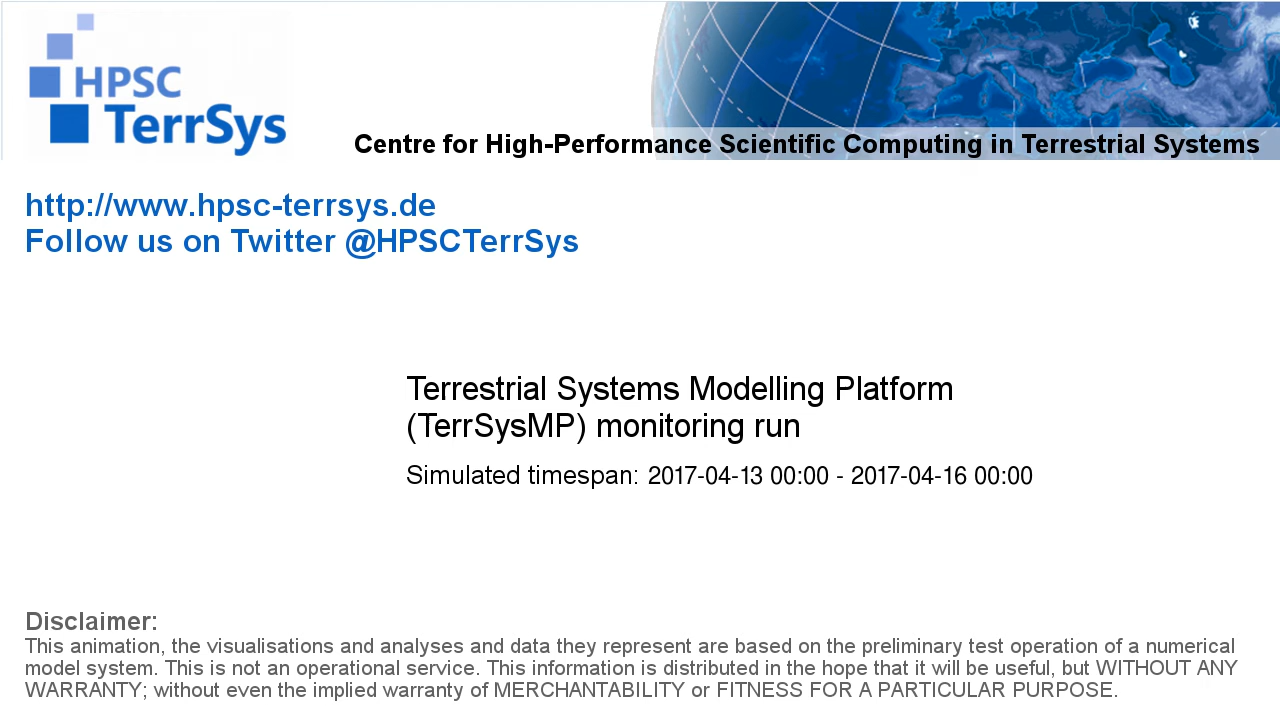 HPSC
TerrSys
Centre for High-Performance Scientific Computing in Terrestrial Systems
http://www.hpsc-terrsys.de
Follow us on Twitter @HPSCTerrSys
Terrestrial Systems Modelling Platform
(TerrSysMP) monitoring run
Simulated timespan: 2017-04-13 00:00 - 2017-04-16 00:00
Disclaimer:
This animation, the visualisations and analyses and data they represent are based on the preliminary test operation of a numerical
model system. This is not an operational service. This information is distributed in the hope that it will be useful, but WITHOUT ANY
WARRANTY; without even the implied warranty of MERCHANTABILITY or FITNESS FOR A PARTICULAR PURPOSE.